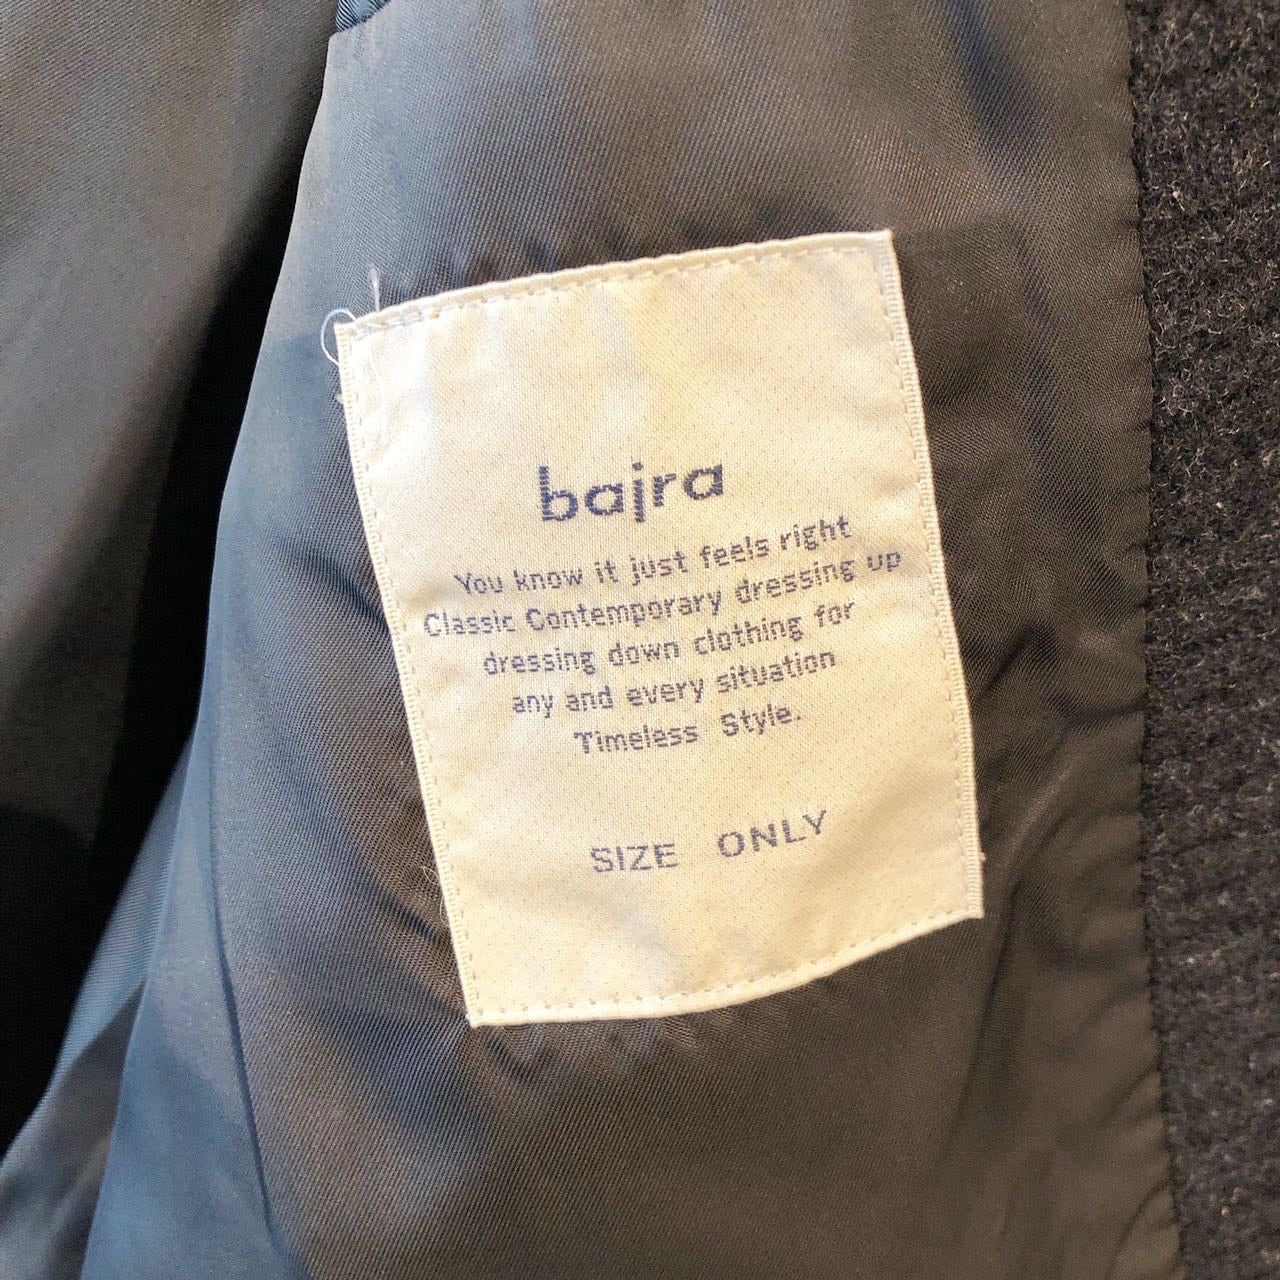 bajra
You know it just feels right
Classic Contemporary dressing up
dressing down clothing for
any and every situation
Timeless Style.
SIZE ONLY